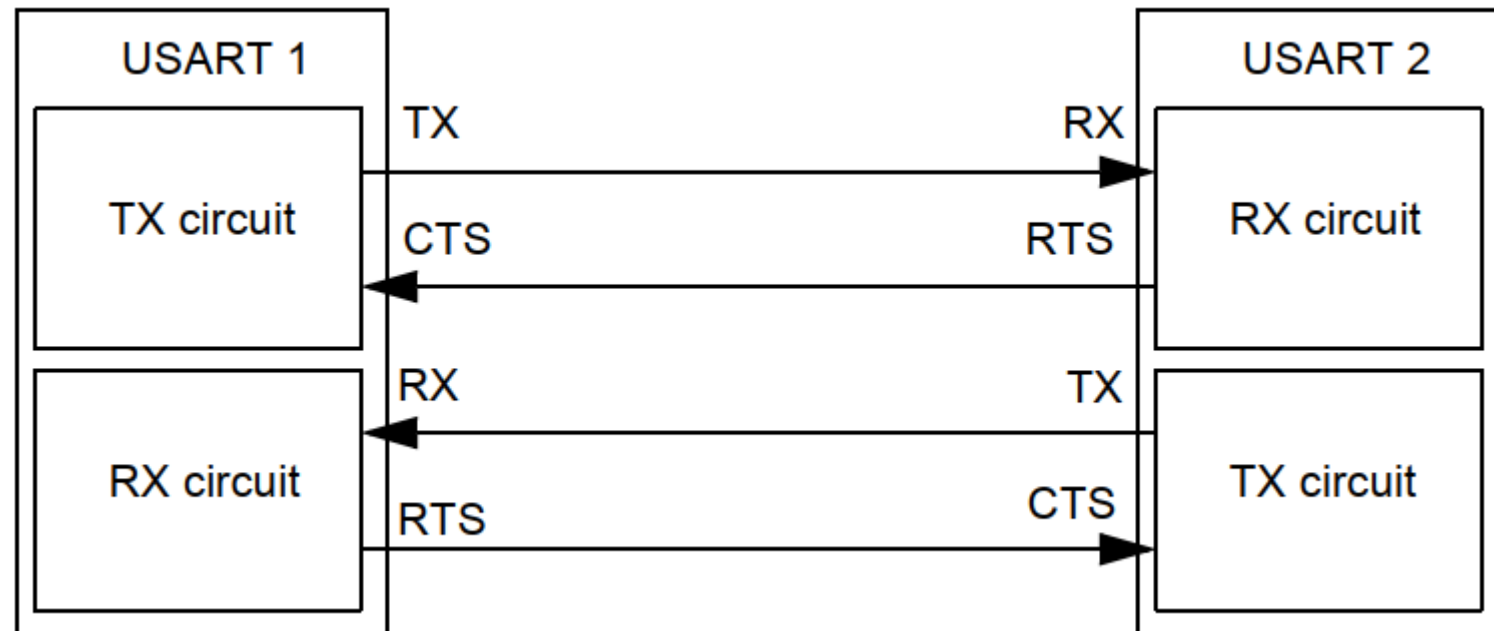 USART 1
USART 2
TX
RX
TX circuit
RX circuit
CTS
RTS
RX
TX
RX circuit
TX circuit
RTS
CTS